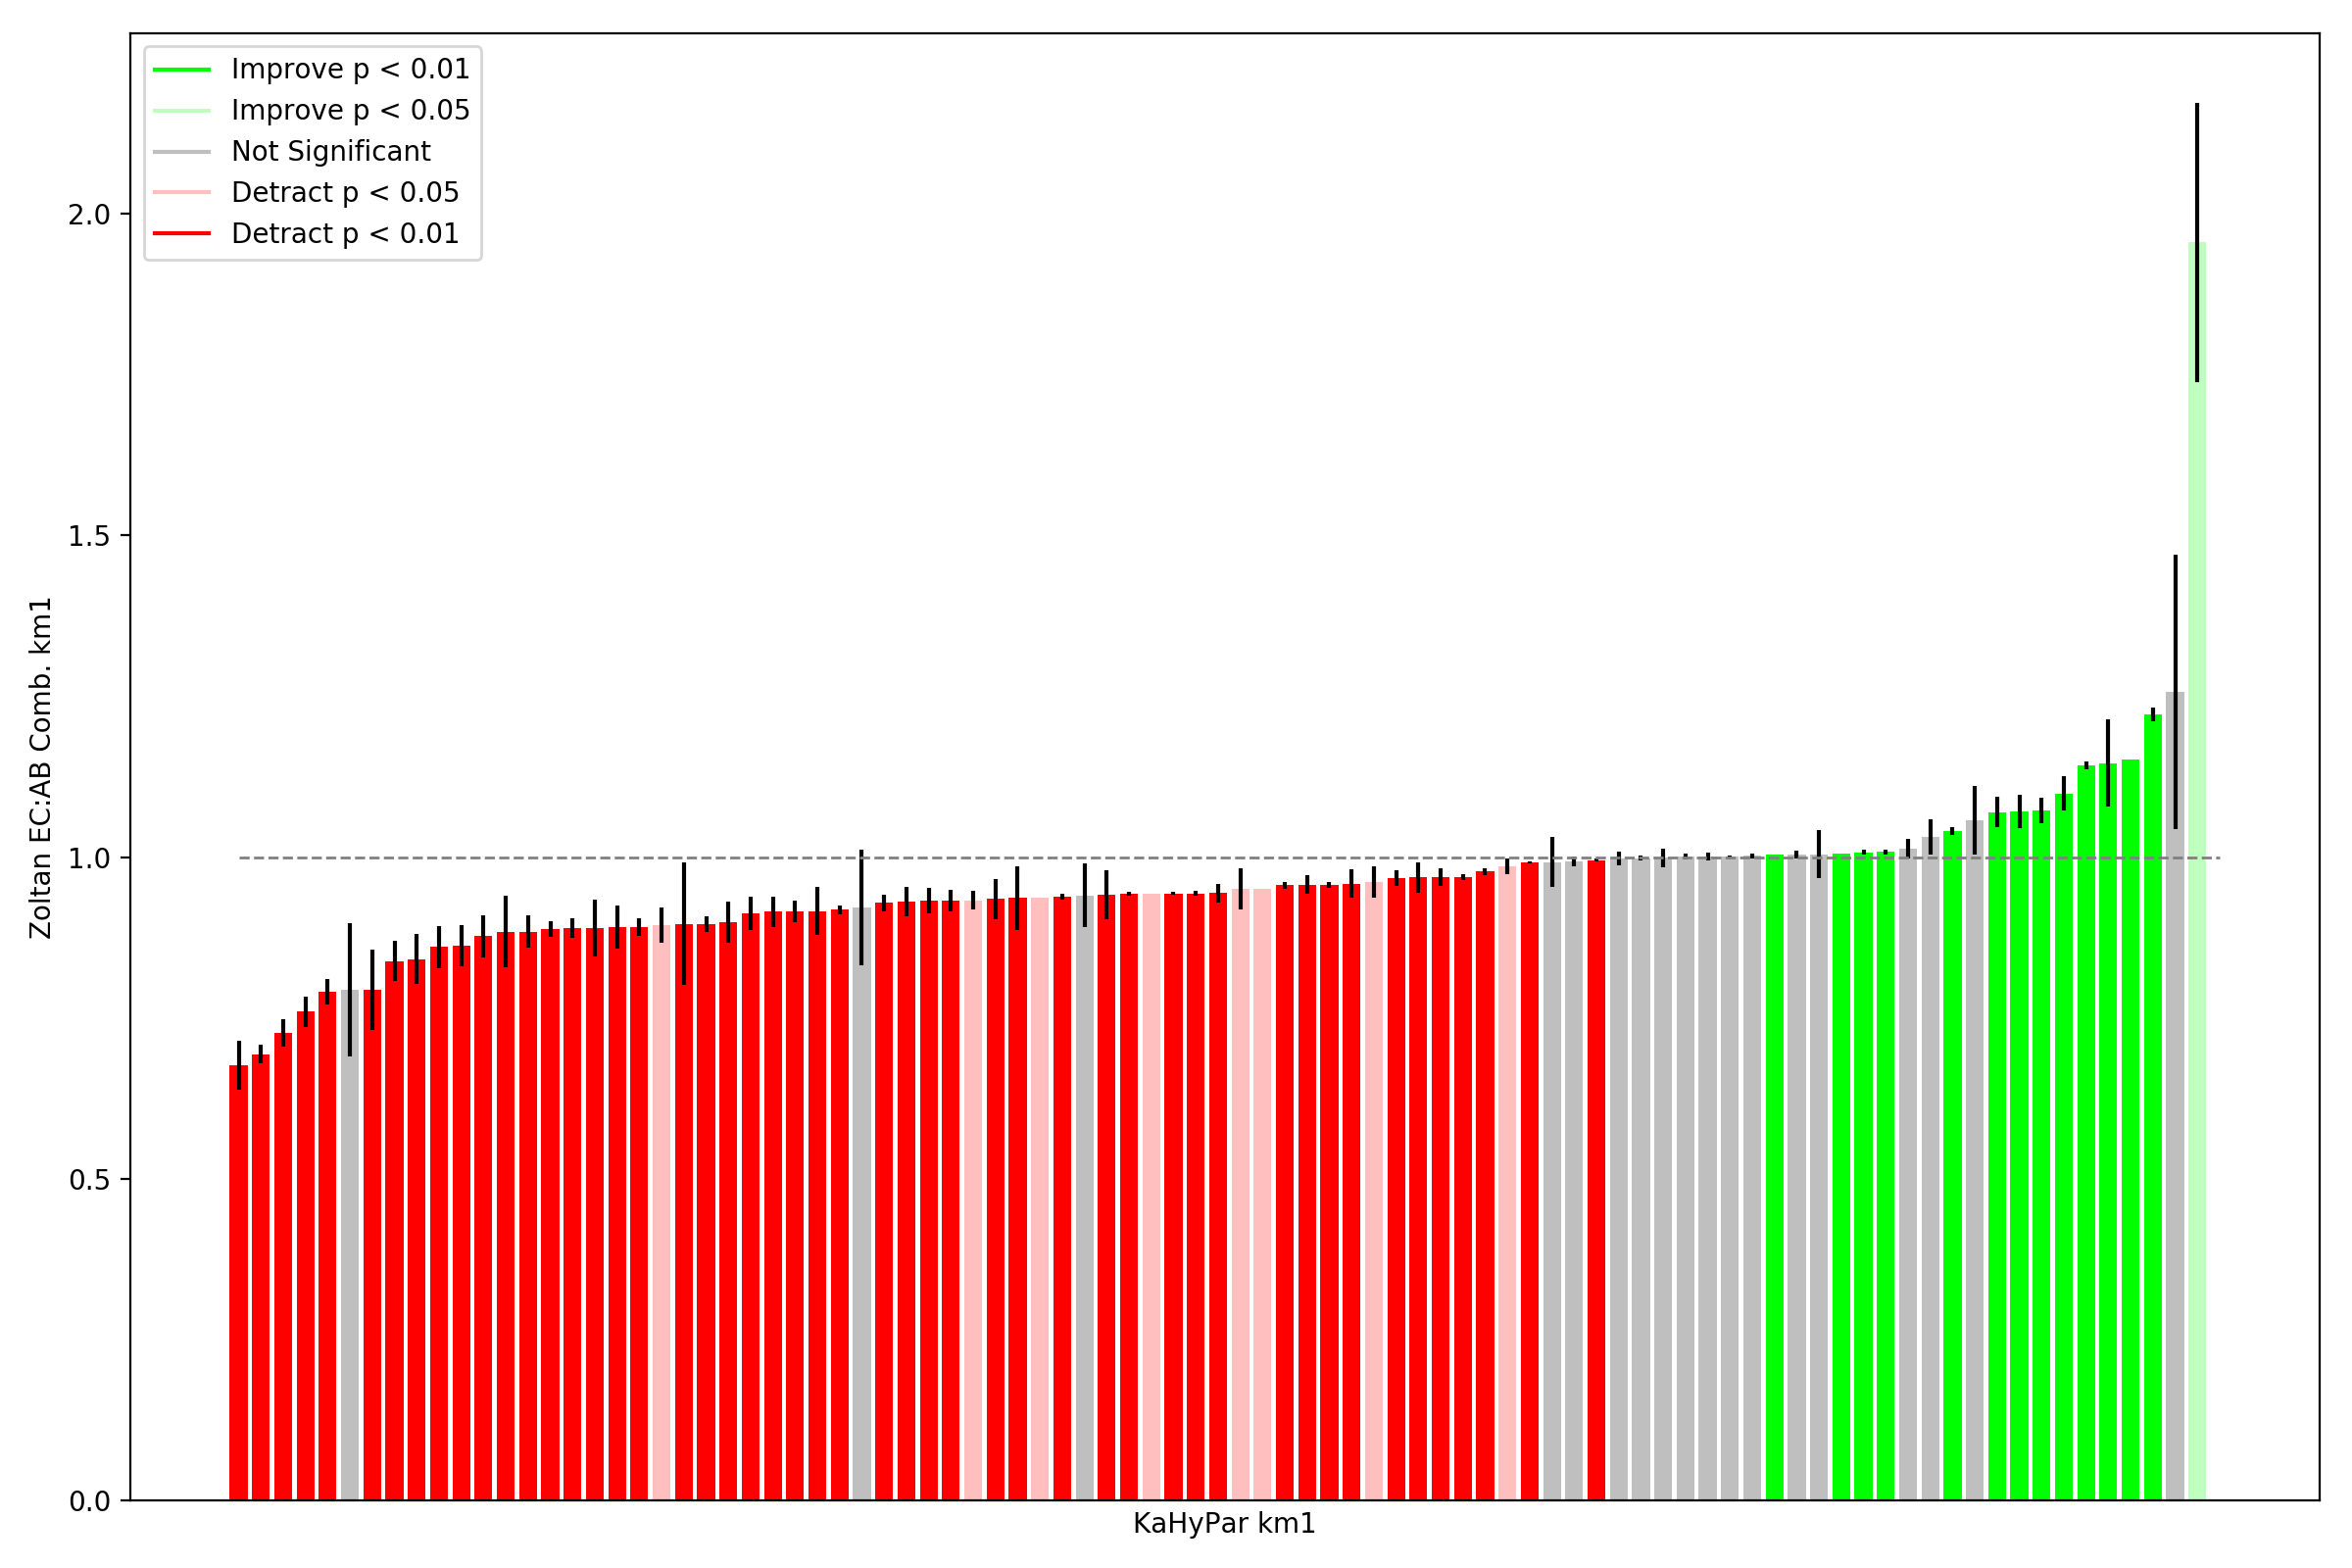 Improve p < 0.01
Improve p < 0.05
Not Significant
Detract p < 0.05
Detract p < 0.01
2.0
1.5
1.0
0.5
0.0
Zoltan EC:AB Comb. km1
KaHyPar km1